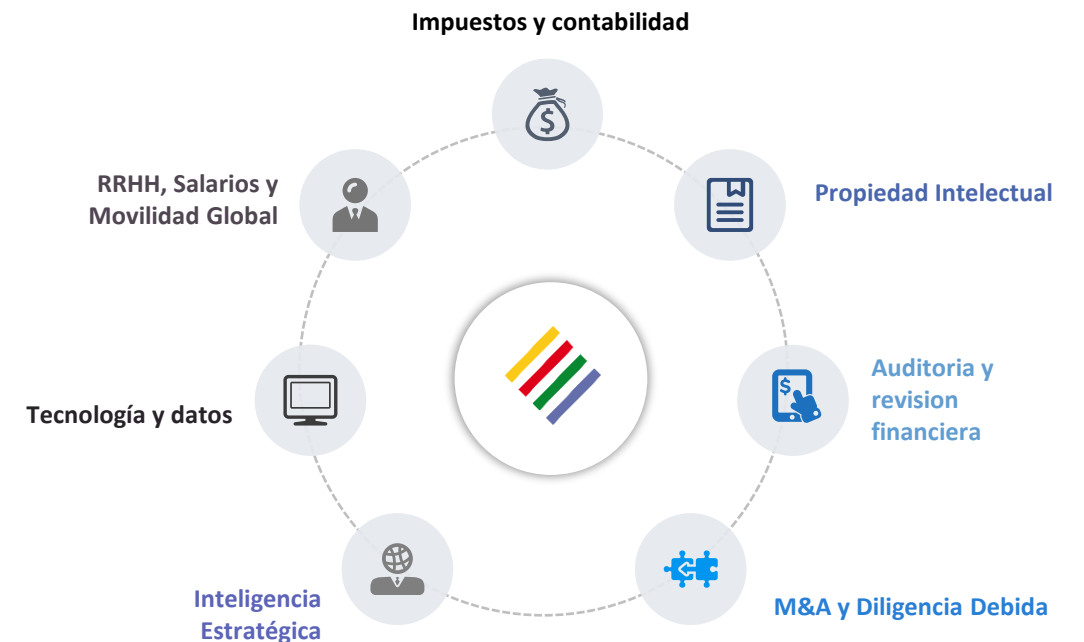 Impuestos y contabilidad
RRHH, Salarios y
Movilidad Global
Propiedad Intelectual
Auditoria y
revision
financiera
Tecnología y datos
Inteligencia
Estratégica
M&A y Diligencia Debida